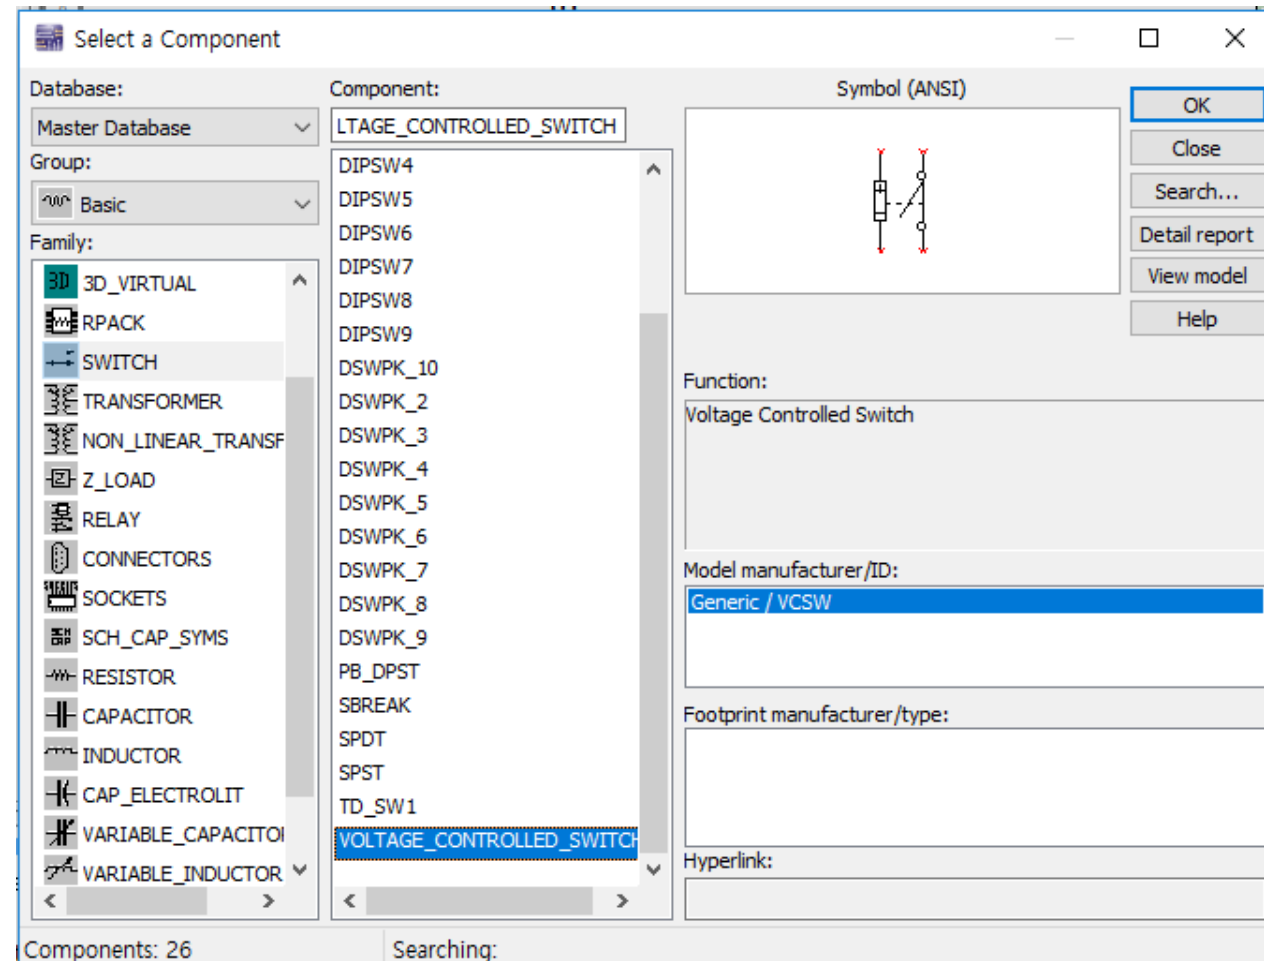 Select a Component
Database:
Master Database
Group:
Basic
Family:
3D 3D_VIRTUAL
RPACK
SWITCH
TRANSFORMER
NON_LINEAR_TRANSF
Z_LOAD
RELAY
CONNECTORS
SOCKETS
SCH_CAP_SYMS
RESISTOR
CAPACITOR
INDUCTOR
CAP_ELECTROLIT
VARIABLE_CAPACITOR
VARIABLE_INDUCTOR
Component:
LTAGE_CONTROLLED_SWITCH
DIPSW4
DIPSW5
DIPSW6
DIPSW7
DIPSW8
DIPSW9
DSWPK_10
DSWPK_2
DSWPK_3
DSWPK_4
DSWPK_5
DSWPK_6
DSWPK_7
DSWPK_8
DSWPK_9
PB_DPST
SBREAK
SPDT
SPST
TD_SW1
VOLTAGE_CONTROLLED_SWITCH
Symbol (ANSI)
OK
Close
Search...
Detail report
View model
Help
Function:
Voltage Controlled Switch
Model manufacturer/ID:
Generic / VCSW
Footprint manufacturer/type:
Hyperlink:
Components: 26
Searching: